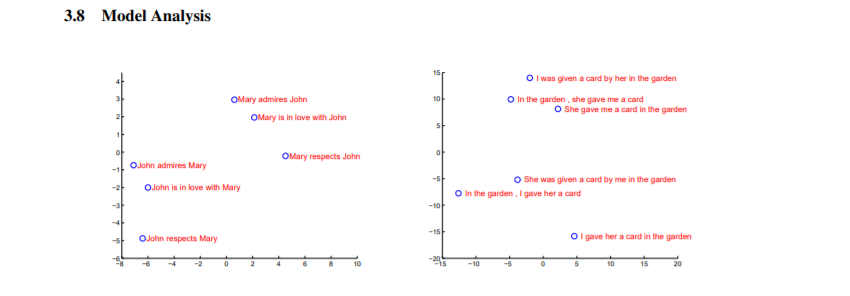 3.8 Model Analysis
4
3
2
1
0
−1
−2
−3
−4
−5
−6
−8 −6 −4 −2 0 2 4 6 8 10
Mary admires John
Mary is in love with John
Mary respects John
John admires Mary
John is in love with Mary
John respects Mary
15
10
5
0
−5
−10
−15
−20
−15 −10 −5 0 5 10 15 20
I was given a card by her in the garden
In the garden , she gave me a card
She gave me a card in the garden
She was given a card by me in the garden
In the garden , I gave her a card
I gave her a card in the garden